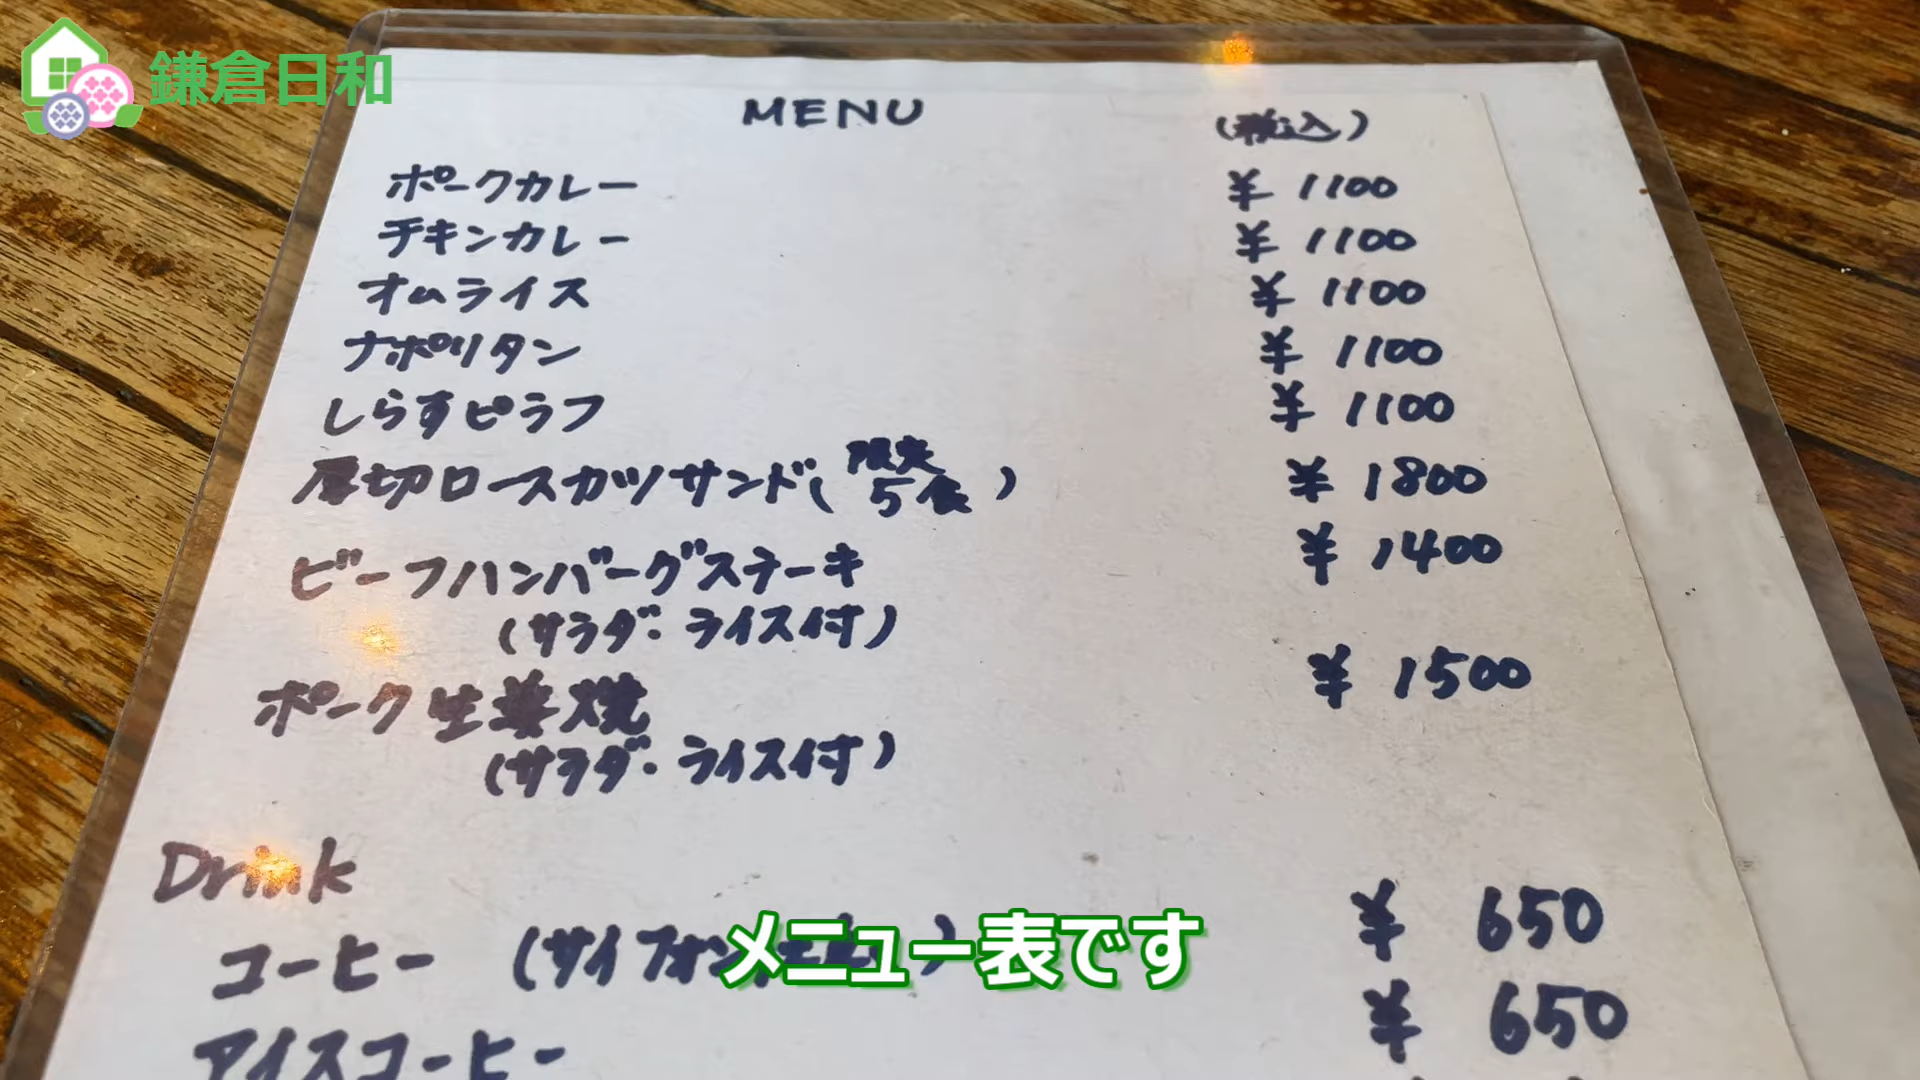 鎌倉日和
MENU
(税込)
ポークカレー ¥1100
チキンカレー ¥1100
オムライス ¥1100
ナポリタン ¥1100
しらすピラフ ¥1100
厚切ロースカツサンド(限定5食) ¥1800
ビーフハンバーグステーキ ¥1400
(サラダ・ライス付)
ポーク生姜焼 ¥1500
(サラダ・ライス付)
Drink
コーヒー (サイフォン ) ¥650
アイスコーヒー ¥650
メニュー表です